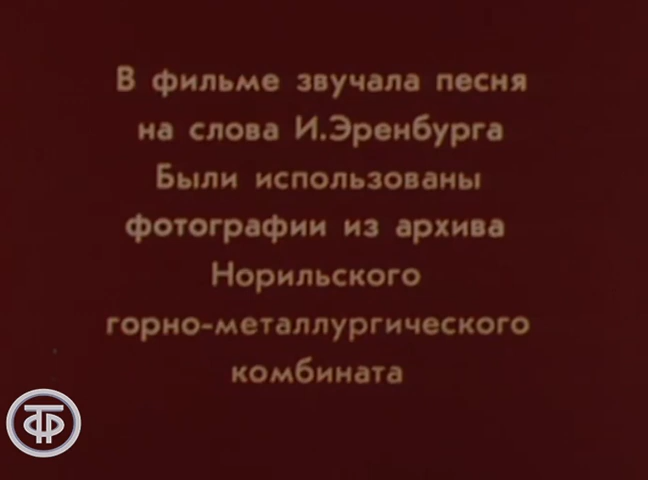 В фильме звучала песня
на слова И.Эренбурга
Были использованы
фотографии из архива
Норильского
горно-металлургического
комбината